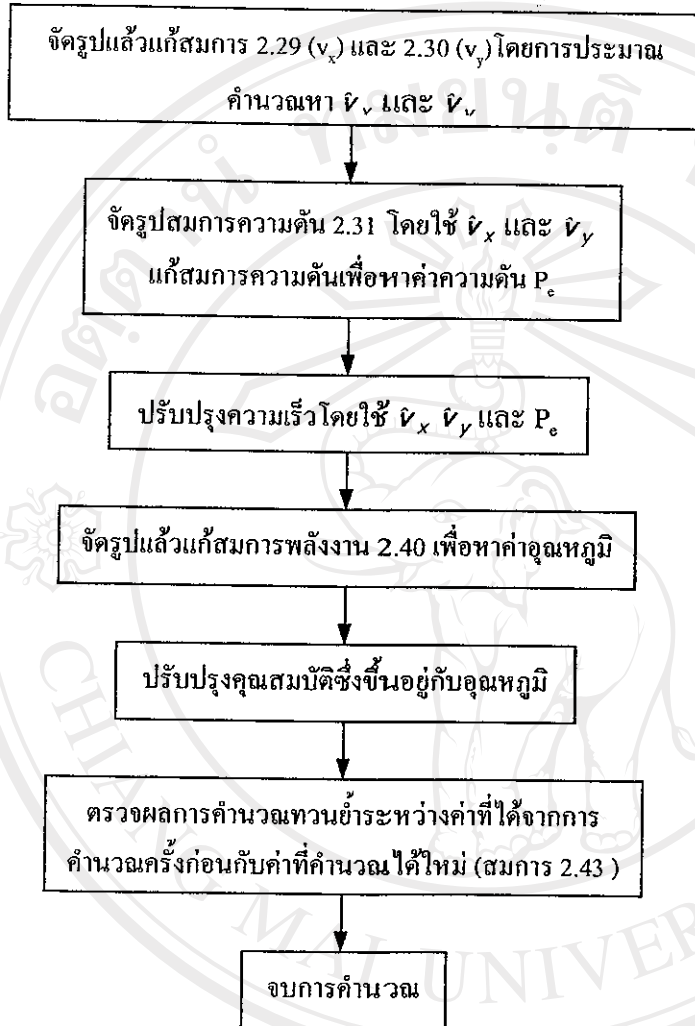 จัดรูปแล้วแก้สมการ 2.29 (vx) และ 2.30 (vy) โดยการประมาณ
คำนวณหา v̂x และ v̂y
จัดรูปสมการความดัน 2.31 โดยใช้ v̂x และ v̂y
แก้สมการความดันเพื่อหาค่าความดัน Pe
ปรับปรุงความเร็วโดยใช้ v̂x v̂y และ Pe
จัดรูปแล้วแก้สมการพลังงาน 2.40 เพื่อหาค่าอุณหภูมิ
ปรับปรุงคุณสมบัติซึ่งขึ้นอยู่กับอุณหภูมิ
ตรวจผลการคำนวณทวนย้ำระหว่างค่าที่ได้จากการ
คำนวณครั้งก่อนกับค่าที่คำนวณได้ใหม่ (สมการ 2.43 )
จบการคำนวณ
CHIANG MAI UNIVER